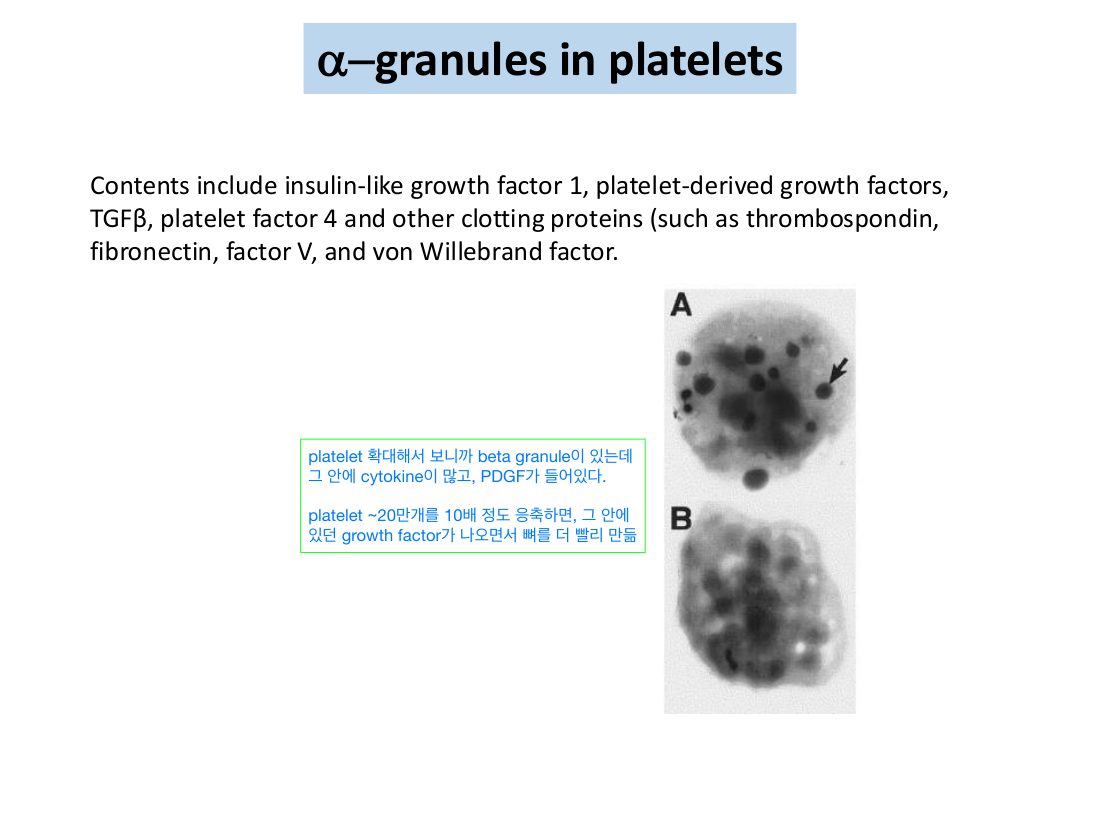 α–granules in platelets
Contents include insulin-like growth factor 1, platelet-derived growth factors,
TGFβ, platelet factor 4 and other clotting proteins (such as thrombospondin,
fibronectin, factor V, and von Willebrand factor.
A
platelet 확대해서 보니까 beta granule이 있는데
그 안에 cytokine이 많고, PDGF가 들어있다.
platelet ~20만개를 10배 정도 응축하면, 그 안에
있던 growth factor가 나오면서 뼈를 더 빨리 만듦
B